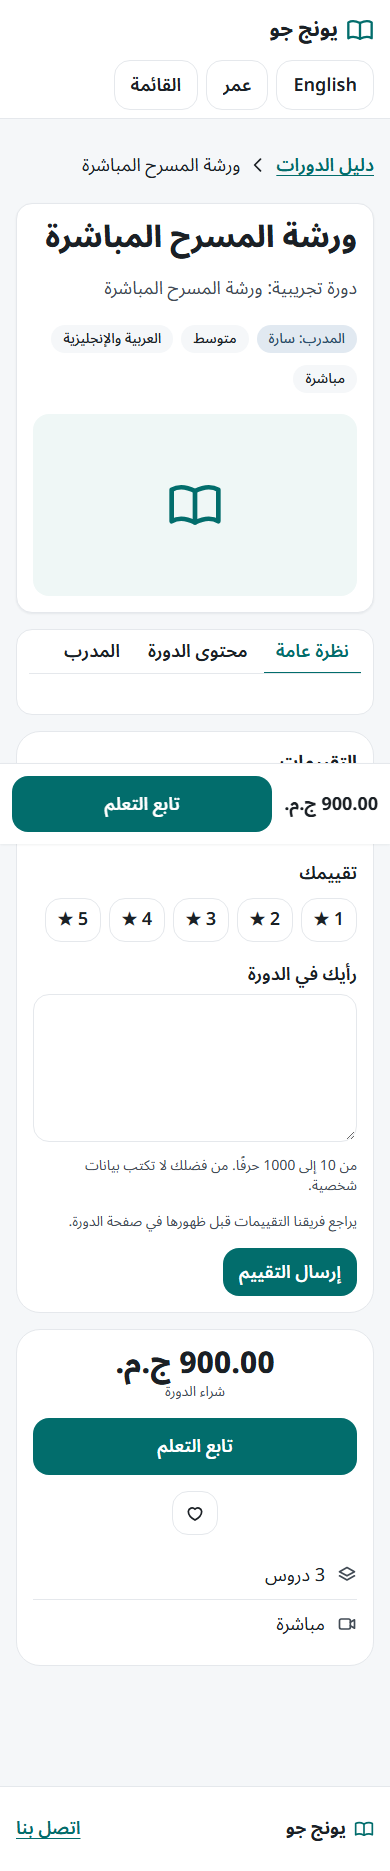 يونج جو
English
عمر
القائمة
دليل الدورات
ورشة المسرح المباشرة
ورشة المسرح المباشرة
دورة تجريبية: ورشة المسرح المباشرة
المدرب: سارة
متوسط
العربية والإنجليزية
مباشرة
نظرة عامة
محتوى الدورة
المدرب
التقييمات
900.00 ج.م.
تابع التعلم
تقييمك
1 ★
2 ★
3 ★
4 ★
5 ★
رأيك في الدورة
من 10 إلى 1000 حرفًا. من فضلك لا تكتب بيانات
شخصية.
يراجع فريقنا التقييمات قبل ظهورها في صفحة الدورة.
إرسال التقييم
900.00 ج.م.
شراء الدورة
تابع التعلم
3 دروس
مباشرة
يونج جو
اتصل بنا